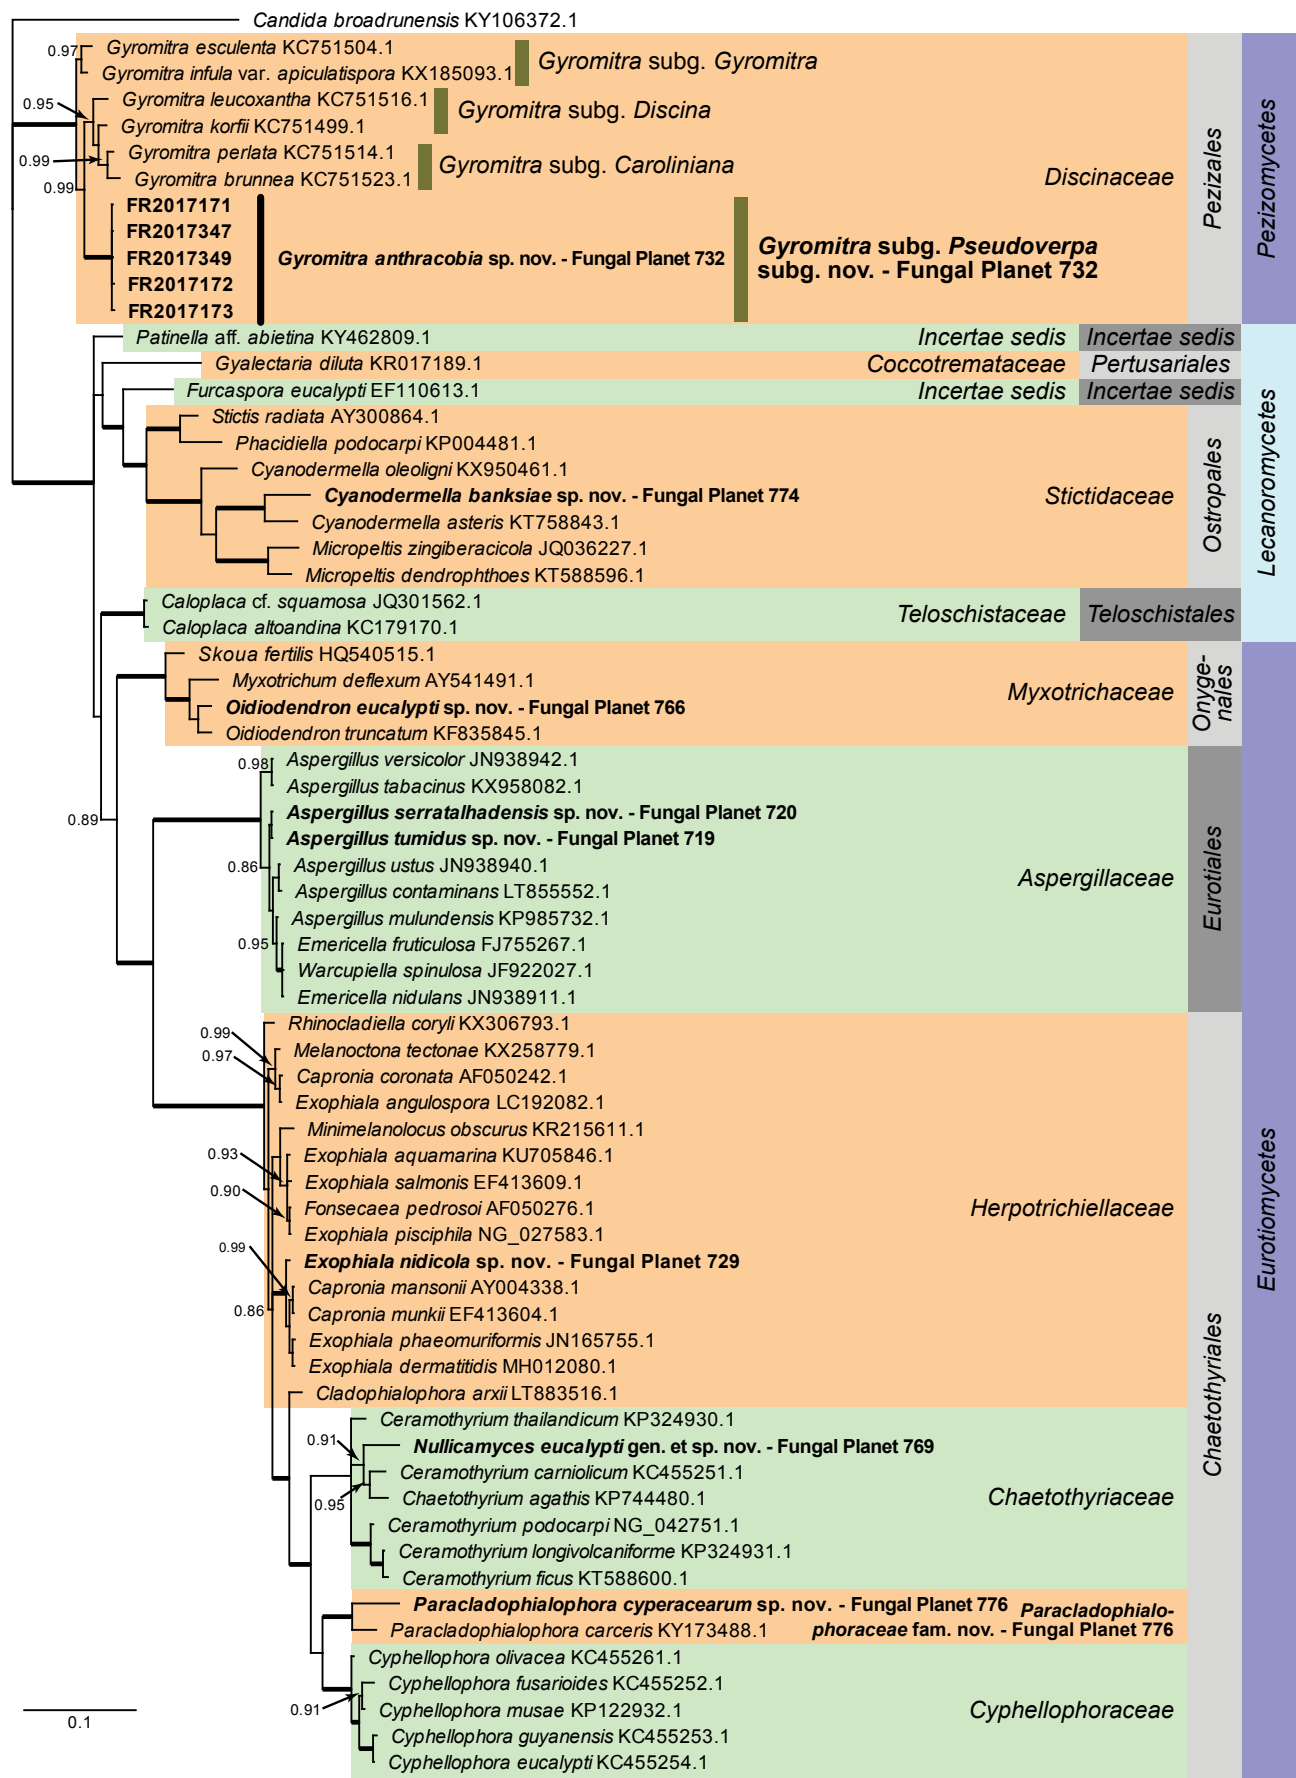 Candida broadrunensis KY106372.1
0.97
Gyromitra esculenta KC751504.1
Gyromitra infula var. apiculatispora KX185093.1
Gyromitra subg. Gyromitra
0.95
Gyromitra leucoxantha KC751516.1
Gyromitra korfii KC751499.1
Gyromitra subg. Discina
0.99
Gyromitra perlata KC751514.1
Gyromitra brunnea KC751523.1
Gyromitra subg. Caroliniana
0.99
Discinaceae
Pezizales
Pezizomycetes
FR2017171
FR2017347
FR2017349
FR2017172
FR2017173
Gyromitra anthracobia sp. nov. - Fungal Planet 732
Gyromitra subg. Pseudoverpa
subg. nov. - Fungal Planet 732
Patinella aff. abietina KY462809.1
Incertae sedis
Incertae sedis
Gyalectaria diluta KR017189.1
Coccotremataceae
Pertusariales
Furcaspora eucalypti EF110613.1
Incertae sedis
Incertae sedis
Stictis radiata AY300864.1
Phacidiella podocarpi KP004481.1
Cyanodermella oleoligni KX950461.1
Cyanodermella banksiae sp. nov. - Fungal Planet 774
Cyanodermella asteris KT758843.1
Micropeltis zingiberacicola JQ036227.1
Micropeltis dendrophthoes KT588596.1
Stictidaceae
Ostropales
Lecanoromycetes
Caloplaca cf. squamosa JQ301562.1
Caloplaca altoandina KC179170.1
Teloschistaceae
Teloschistales
Skoua fertilis HQ540515.1
Myxotrichum deflexum AY541491.1
Oidiodendron eucalypti sp. nov. - Fungal Planet 766
Oidiodendron truncatum KF835845.1
Myxotrichaceae
Onyge-
nales
0.98
Aspergillus versicolor JN938942.1
Aspergillus tabacinus KX958082.1
Aspergillus serratalhadensis sp. nov. - Fungal Planet 720
0.89
Aspergillus tumidus sp. nov. - Fungal Planet 719
0.86
Aspergillus ustus JN938940.1
Aspergillus contaminans LT855552.1
Aspergillus mulundensis KP985732.1
0.95
Emericella fruticulosa FJ755267.1
Warcupiella spinulosa JF922027.1
Emericella nidulans JN938911.1
Aspergillaceae
Eurotiales
Rhinocladiella coryli KX306793.1
0.99
Melanoctona tectonae KX258779.1
0.97
Capronia coronata AF050242.1
Exophiala angulospora LC192082.1
Minimelanolocus obscurus KR215611.1
0.93
Exophiala aquamarina KU705846.1
Exophiala salmonis EF413609.1
0.90
Fonsecaea pedrosoi AF050276.1
Exophiala pisciphila NG_027583.1
0.99
Exophiala nidicola sp. nov. - Fungal Planet 729
Capronia mansonii AY004338.1
0.86
Capronia munkii EF413604.1
Exophiala phaeomuriformis JN165755.1
Exophiala dermatitidis MH012080.1
Cladophialophora arxii LT883516.1
Herpotrichiellaceae
Chaetothyriales
Eurotiomycetes
Ceramothyrium thailandicum KP324930.1
0.91
Nullicamyces eucalypti gen. et sp. nov. - Fungal Planet 769
Ceramothyrium carniolicum KC455251.1
0.95
Chaetothyrium agathis KP744480.1
Ceramothyrium podocarpi NG_042751.1
Ceramothyrium longivolcaniforme KP324931.1
Ceramothyrium ficus KT588600.1
Chaetothyriaceae
Paracladophialophora cyperacearum sp. nov. - Fungal Planet 776
Paracladophialophora carceris KY173488.1
Paracladophialo-
phoraceae fam. nov. - Fungal Planet 776
Cyphellophora olivacea KC455261.1
Cyphellophora fusarioides KC455252.1
0.91
Cyphellophora musae KP122932.1
Cyphellophora guyanensis KC455253.1
Cyphellophora eucalypti KC455254.1
Cyphellophoraceae
0.1